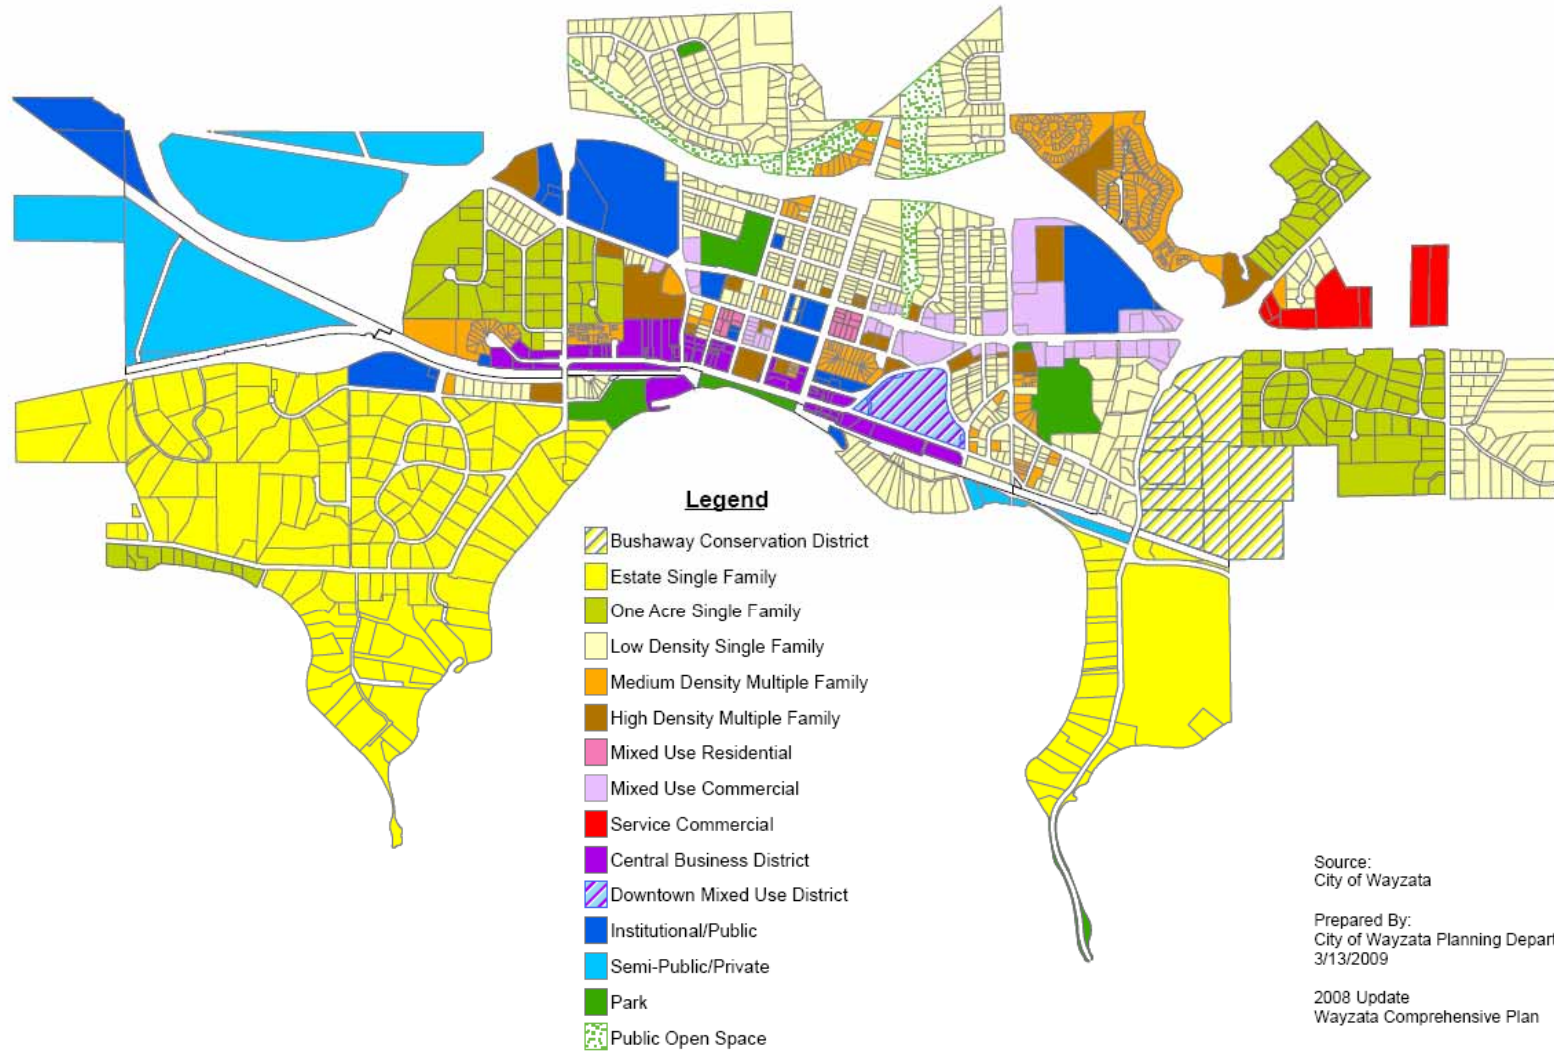 Legend
Bushaway Conservation District
Estate Single Family
One Acre Single Family
Low Density Single Family
Medium Density Multiple Family
High Density Multiple Family
Mixed Use Residential
Mixed Use Commercial
Service Commercial
Central Business District
Downtown Mixed Use District
Institutional/Public
Semi-Public/Private
Park
Public Open Space
Source:
City of Wayzata
Prepared By:
City of Wayzata Planning Depart
3/13/2009
2008 Update
Wayzata Comprehensive Plan